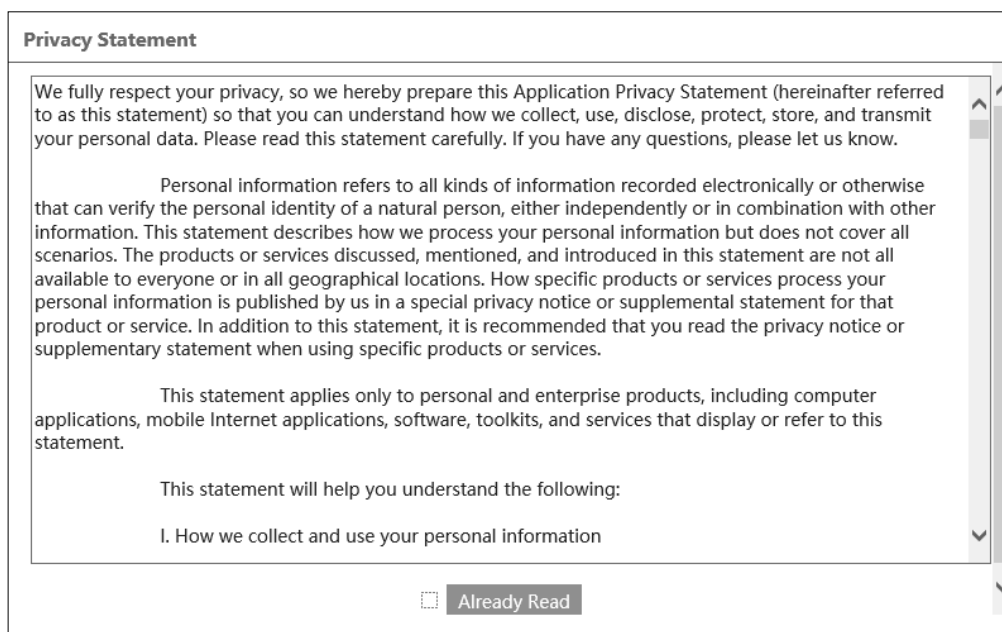 Privacy Statement
We fully respect your privacy, so we hereby prepare this Application Privacy Statement (hereinafter referred
to as this statement) so that you can understand how we collect, use, disclose, protect, store, and transmit
your personal data. Please read this statement carefully. If you have any questions, please let us know.
Personal information refers to all kinds of information recorded electronically or otherwise
that can verify the personal identity of a natural person, either independently or in combination with other
information. This statement describes how we process your personal information but does not cover all
scenarios. The products or services discussed, mentioned, and introduced in this statement are not all
available to everyone or in all geographical locations. How specific products or services process your
personal information is published by us in a special privacy notice or supplemental statement for that
product or service. In addition to this statement, it is recommended that you read the privacy notice or
supplementary statement when using specific products or services.
This statement applies only to personal and enterprise products, including computer
applications, mobile Internet applications, software, toolkits, and services that display or refer to this
statement.
This statement will help you understand the following:
I. How we collect and use your personal information
Already Read